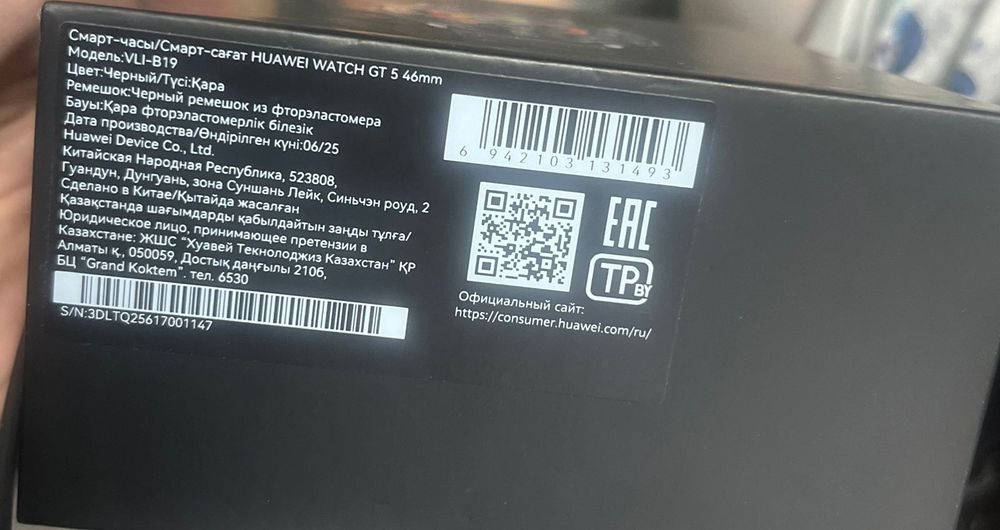 Смарт-часы/Смарт-сағат HUAWEI WATCH GT 5 46mm
Модель:VLI-B19
Цвет:Черный/Түсі:Қара
Ремешок:Черный ремешок из фторэластомера
Бауы:Қара фторэластомерлік білезік
Дата производства/Өндірілген күні:06/25
Huawei Device Co., Ltd.
Китайская Народная Республика, 523808,
Гуандун, Дунгуань, зона Суншань Лейк, Синьчэн роуд, 2
Сделано в Китае/Қытайда жасалған
Қазақстанда шағымдарды қабылдайтын заңды тұлға/
Юридическое лицо, принимающее претензии в
Казахстане: ЖШС "Хуавей Текнолоджиз Казахстан" ҚР
Алматы қ., 050059, Достық даңғылы 210б,
БЦ "Grand Koktem". тел. 6530
S/N:3DLTQ25617001147
6 942103 131493
EAC
TP BY
Официальный сайт:
https://consumer.huawei.com/ru/